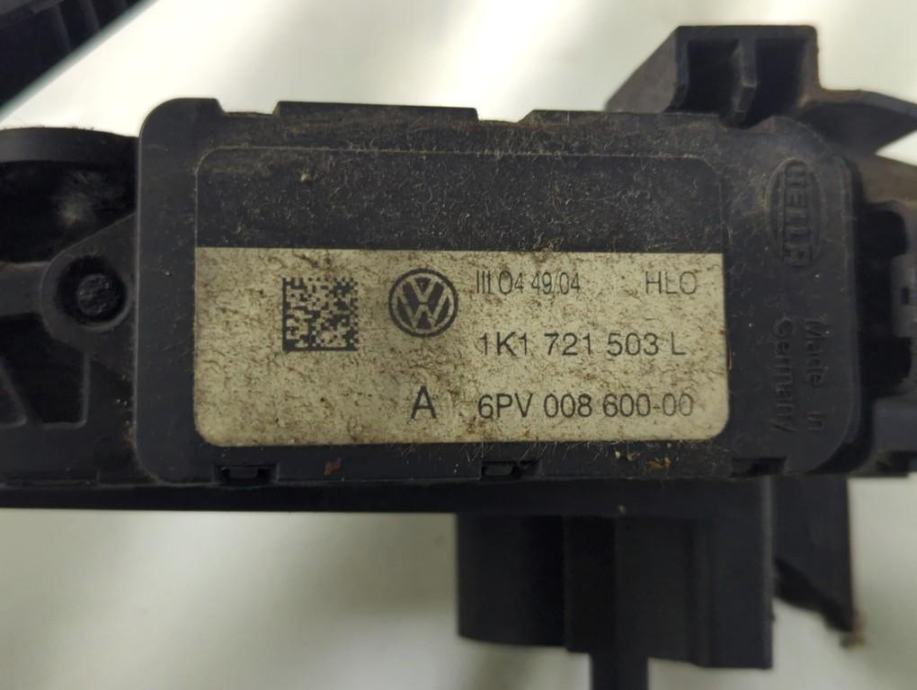 III.04 49/04 HLO
1K1 721 503 L
A 6PV 008 600-00
HELLA
Made in
Germany